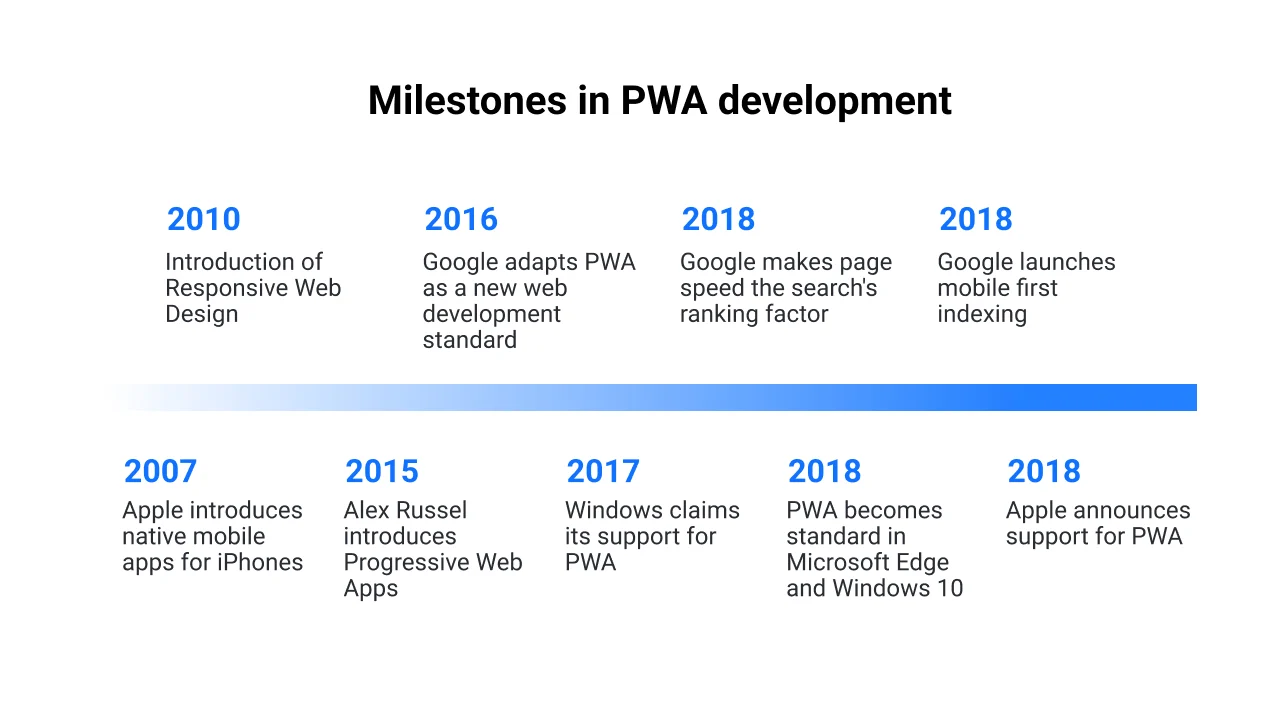 Milestones in PWA development
2010
Introduction of
Responsive Web
Design
2016
Google adapts PWA
as a new web
development
standard
2018
Google makes page
speed the search's
ranking factor
2018
Google launches
mobile first
indexing
2007
Apple introduces
native mobile
apps for iPhones
2015
Alex Russel
introduces
Progressive Web
Apps
2017
Windows claims
its support for
PWA
2018
PWA becomes
standard in
Microsoft Edge
and Windows 10
2018
Apple announces
support for PWA